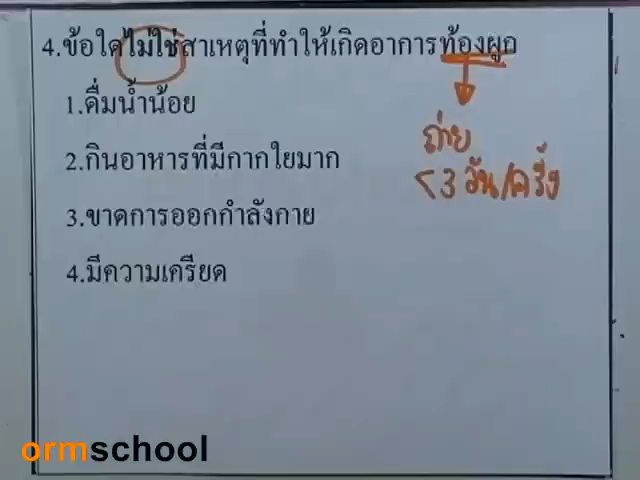 4.ข้อใดไม่ใช่สาเหตุที่ทำให้เกิดอาการท้องผูก
1.ดื่มน้ำน้อย
2.กินอาหารที่มีกากใยมาก
3.ขาดการออกกำลังกาย
4.มีความเครียด
ถ่าย
<3 วัน/ครั้ง
ormschool